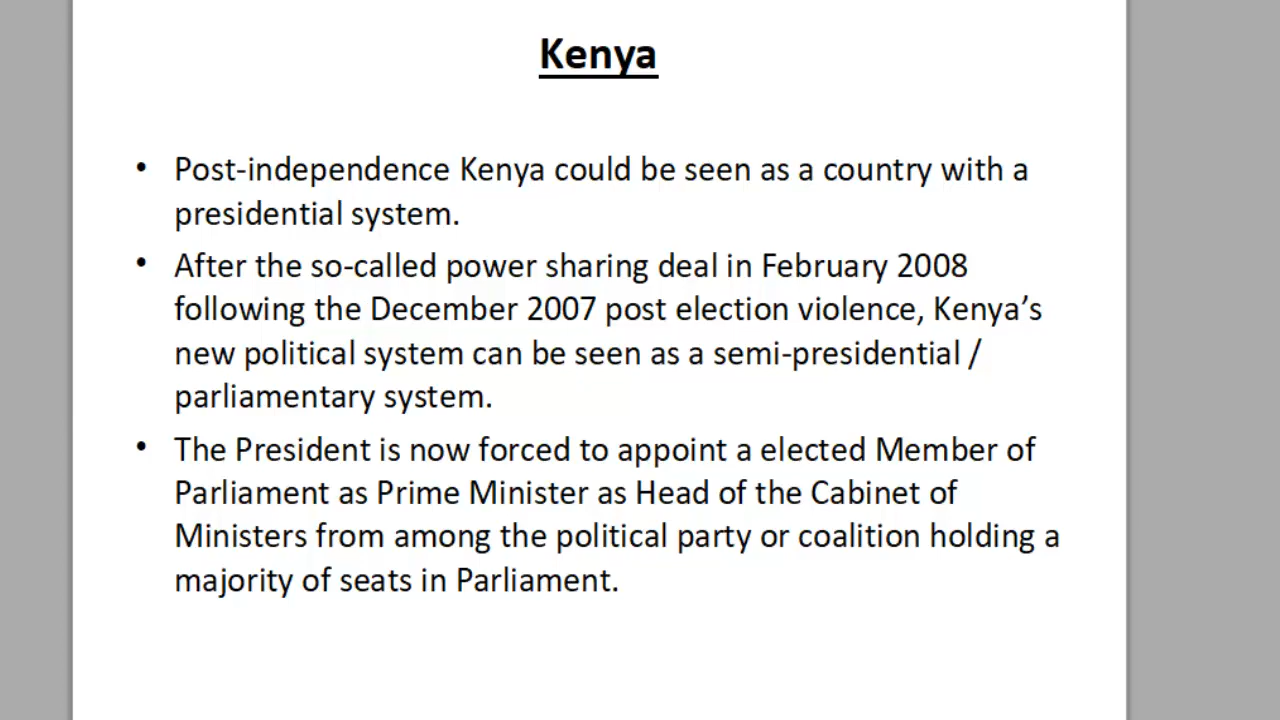 Kenya
• Post-independence Kenya could be seen as a country with a
presidential system.
• After the so-called power sharing deal in February 2008
following the December 2007 post election violence, Kenya’s
new political system can be seen as a semi-presidential /
parliamentary system.
• The President is now forced to appoint a elected Member of
Parliament as Prime Minister as Head of the Cabinet of
Ministers from among the political party or coalition holding a
majority of seats in Parliament.